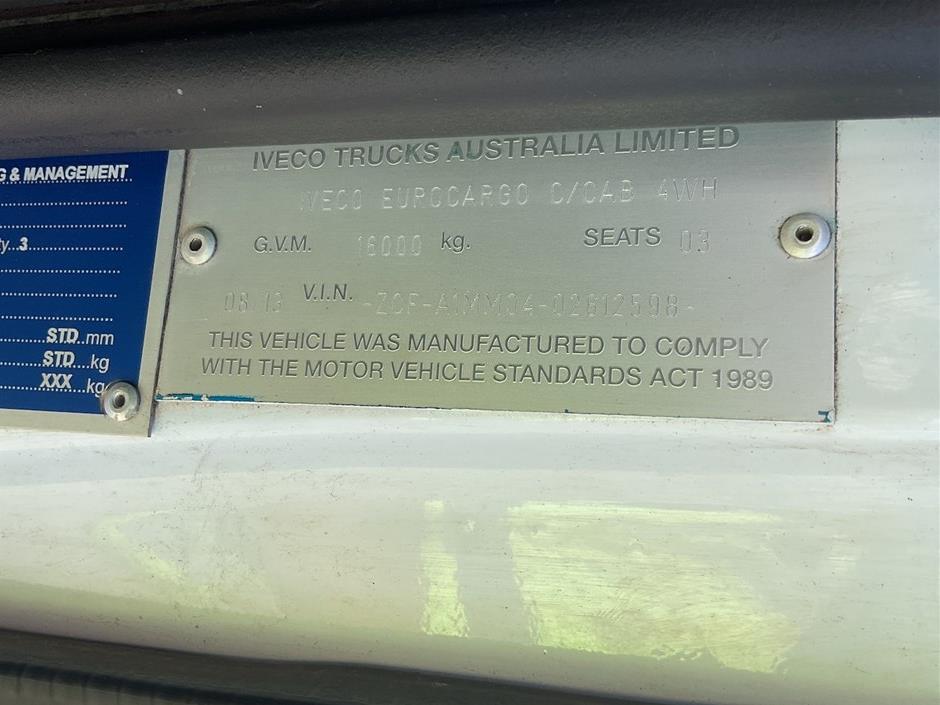 IVECO TRUCKS AUSTRALIA LIMITED
IVECO EUROCARGO C/CAB 4WH
G.V.M. 16000 kg. SEATS 03
08 13 V.I.N. -ZCF-A1MM04-02612598-
THIS VEHICLE WAS MANUFACTURED TO COMPLY
WITH THE MOTOR VEHICLE STANDARDS ACT 1989
G & MANAGEMENT
ty 3
STD mm
STD kg
XXX kg